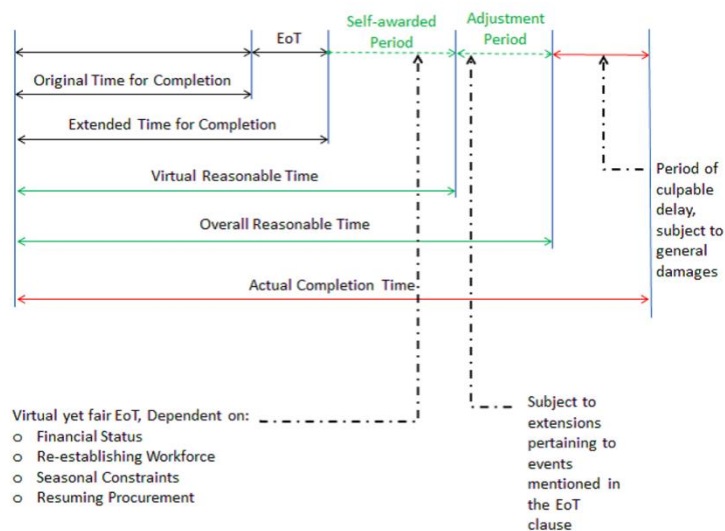 EoT
Self-awarded
Period
Adjustment
Period
Original Time for Completion
Extended Time for Completion
Virtual Reasonable Time
Overall Reasonable Time
Actual Completion Time
Period of
culpable
delay,
subject to
general
damages
Virtual yet fair EoT, Dependent on:
o Financial Status
o Re-establishing Workforce
o Seasonal Constraints
o Resuming Procurement
Subject to
extensions
pertaining to
events
mentioned in
the EoT
clause